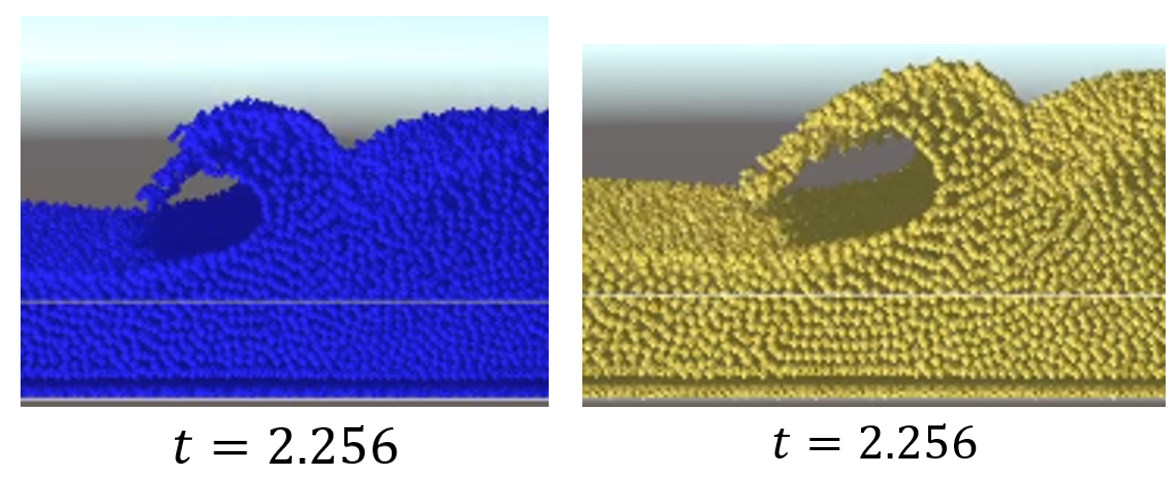 t = 2.256
t = 2.256